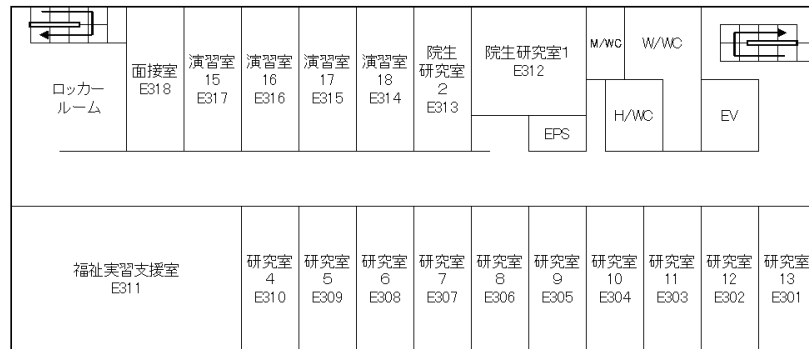 ロッカー
ルーム
面接室
E318
演習室
15
E317
演習室
16
E316
演習室
17
E315
演習室
18
E314
院生
研究室
2
E313
院生研究室1
E312
EPS
M/WC
W/WC
H/WC
EV
福祉実習支援室
E311
研究室
4
E310
研究室
5
E309
研究室
6
E308
研究室
7
E307
研究室
8
E306
研究室
9
E305
研究室
10
E304
研究室
11
E303
研究室
12
E302
研究室
13
E301